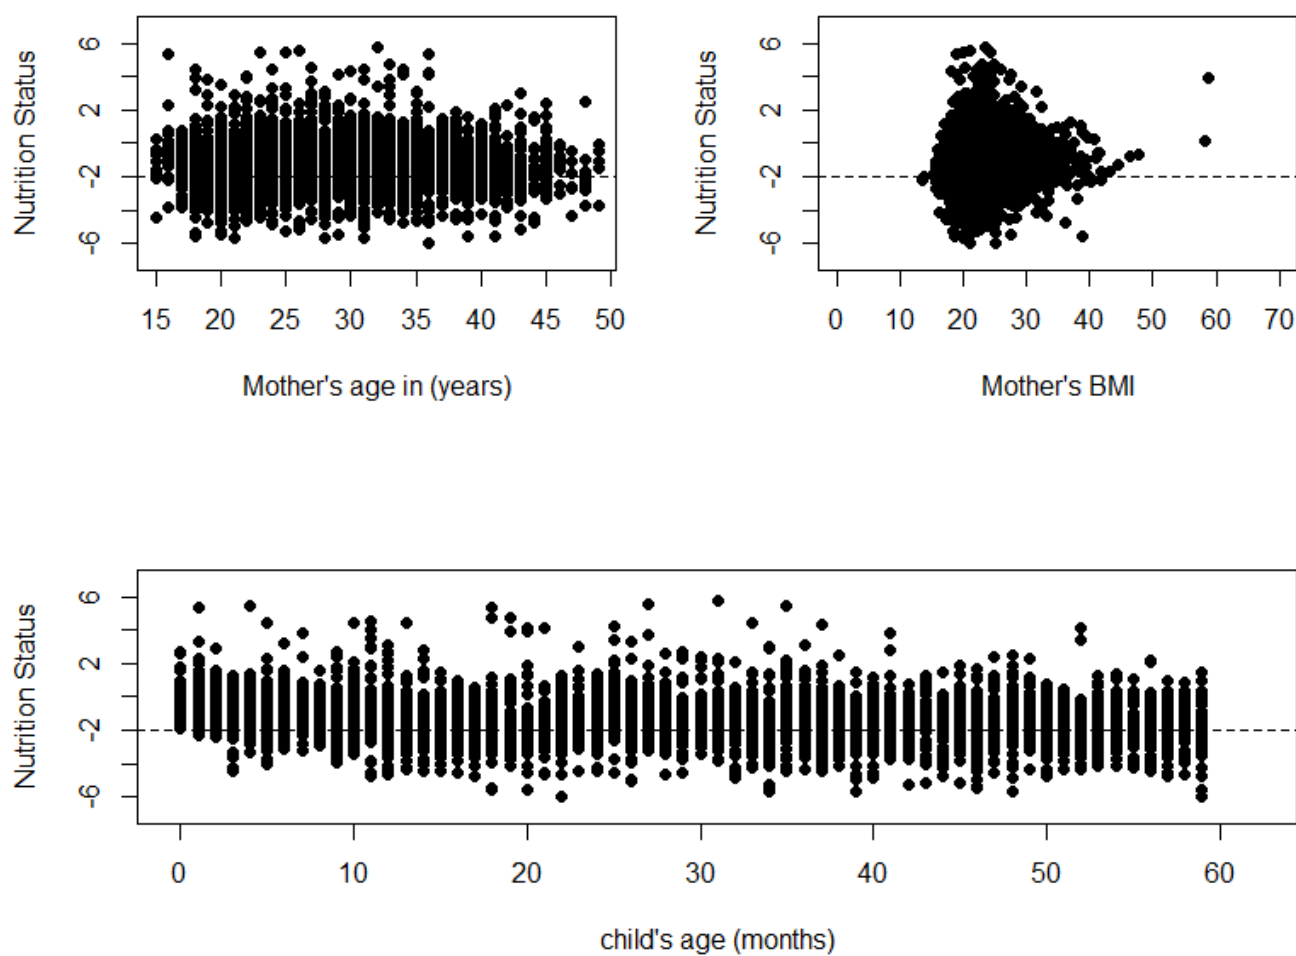 Nutrition Status
6
2
-2
-6
15 20 25 30 35 40 45 50
Mother's age in (years)
Nutrition Status
6
2
-2
-6
0 10 20 30 40 50 60 70
Mother's BMI
Nutrition Status
6
2
-2
-6
0 10 20 30 40 50 60
child's age (months)